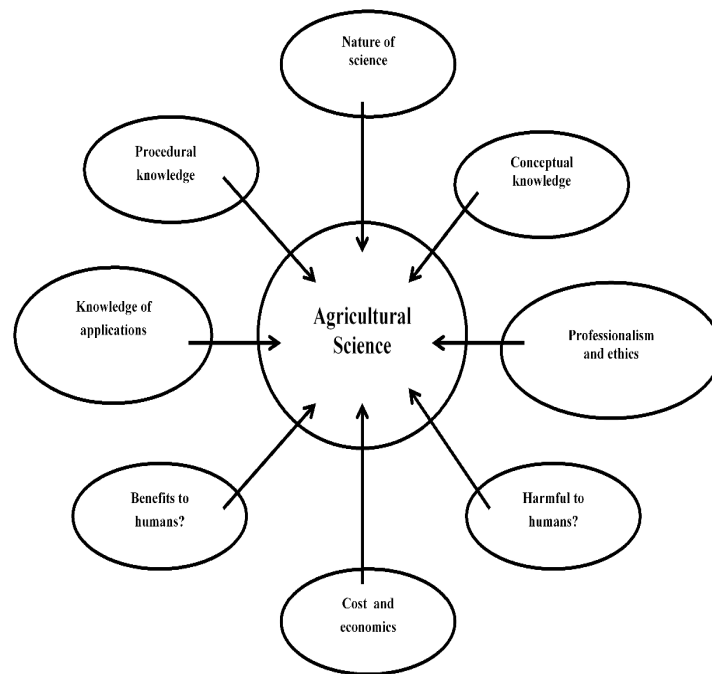 Nature of
science
Procedural
knowledge
Conceptual
knowledge
Knowledge of
applications
Agricultural
Science
Professionalism
and ethics
Benefits to
humans?
Harmful to
humans?
Cost and
economics